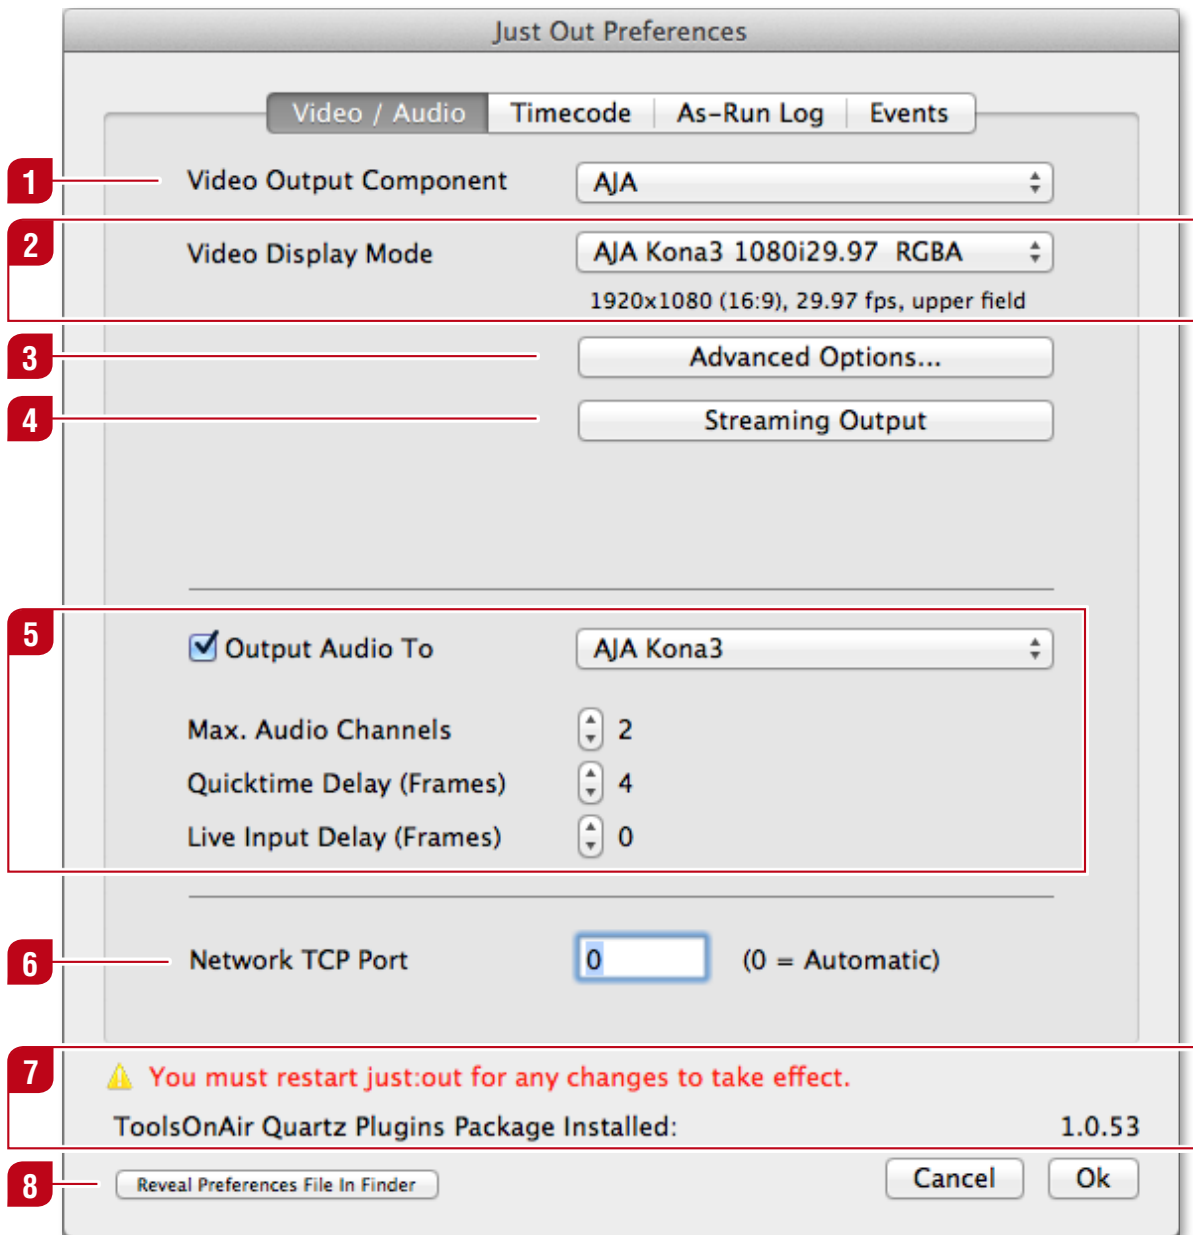 Just Out Preferences
Video / Audio Timecode As-Run Log Events
1 Video Output Component AJA
2 Video Display Mode AJA Kona3 1080i29.97 RGBA
1920x1080 (16:9), 29.97 fps, upper field
3 Advanced Options...
4 Streaming Output
5 Output Audio To AJA Kona3
Max. Audio Channels 2
Quicktime Delay (Frames) 4
Live Input Delay (Frames) 0
6 Network TCP Port 0 (0 = Automatic)
7 You must restart just:out for any changes to take effect.
ToolsOnAir Quartz Plugins Package Installed: 1.0.53
8 Reveal Preferences File In Finder Cancel Ok